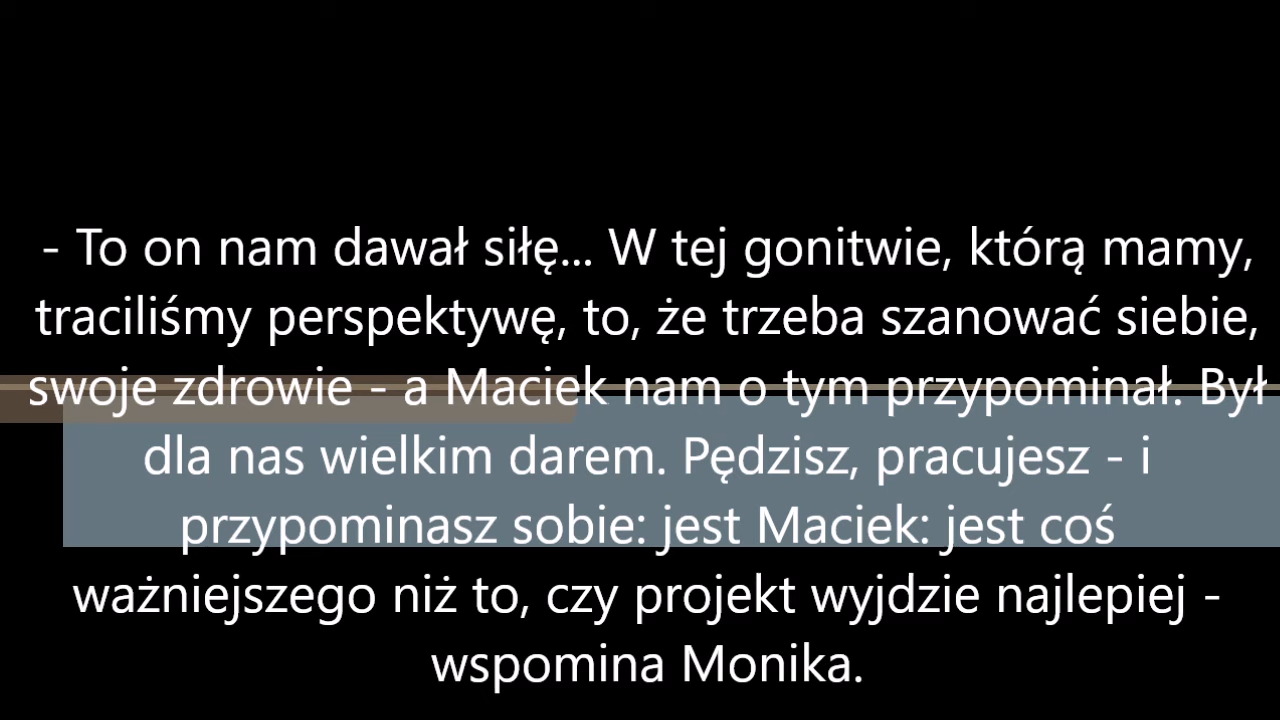 - To on nam dawał siłę... W tej gonitwie, którą mamy,
traciliśmy perspektywę, to, że trzeba szanować siebie,
swoje zdrowie - a Maciek nam o tym przypominał. Był
dla nas wielkim darem. Pędzisz, pracujesz - i
przypominasz sobie: jest Maciek: jest coś
ważniejszego niż to, czy projekt wyjdzie najlepiej -
wspomina Monika.